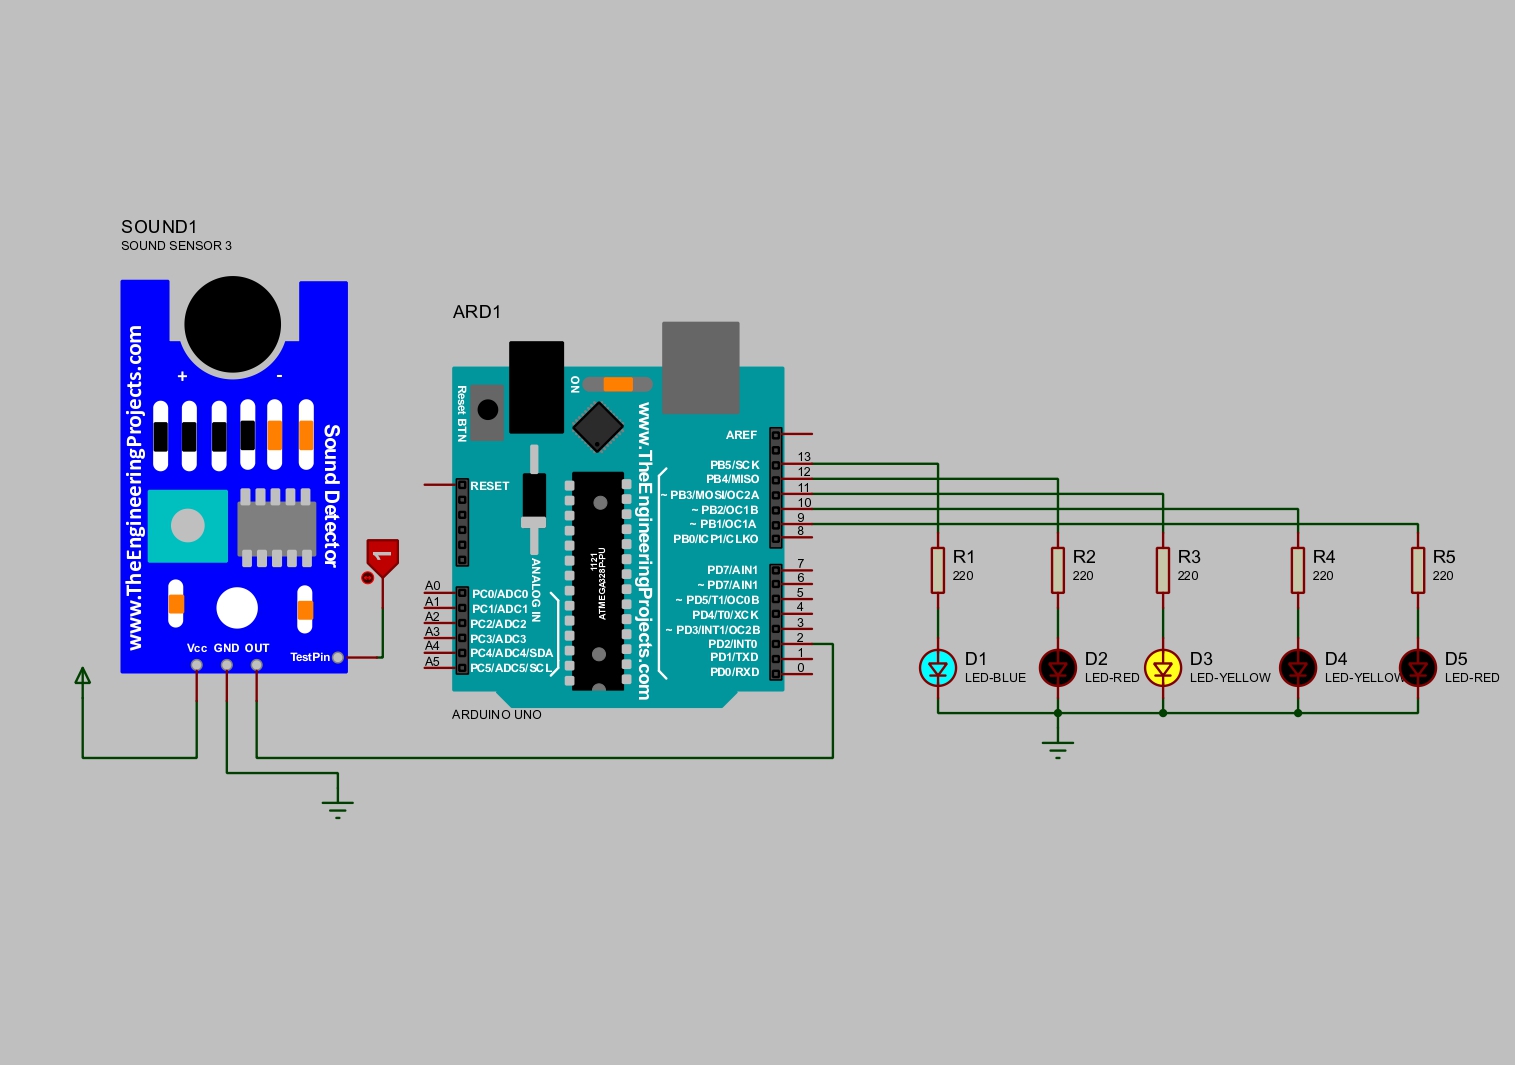 SOUND1
SOUND SENSOR 3
www.TheEngineeringProjects.com
+ -
Sound Detector
Vcc GND OUT
TestPin
1
ARD1
Reset BTN
ON
www.TheEngineeringProjects.com
ANALOG IN
1121
ATMEGA328P-PU
RESET
A0 PC0/ADC0
A1 PC1/ADC1
A2 PC2/ADC2
A3 PC3/ADC3
A4 PC4/ADC4/SDA
A5 PC5/ADC5/SCL
AREF
PB5/SCK 13
PB4/MISO 12
~ PB3/MOSI/OC2A 11
~ PB2/OC1B 10
~ PB1/OC1A 9
PB0/ICP1/CLKO 8
PD7/AIN1 7
~ PD7/AIN1 6
~ PD5/T1/OC0B 5
PD4/T0/XCK 4
~ PD3/INT1/OC2B 3
PD2/INT0 2
PD1/TXD 1
PD0/RXD 0
ARDUINO UNO
R1
220
R2
220
R3
220
R4
220
R5
220
D1
LED-BLUE
D2
LED-RED
D3
LED-YELLOW
D4
LED-YELLOW
D5
LED-RED